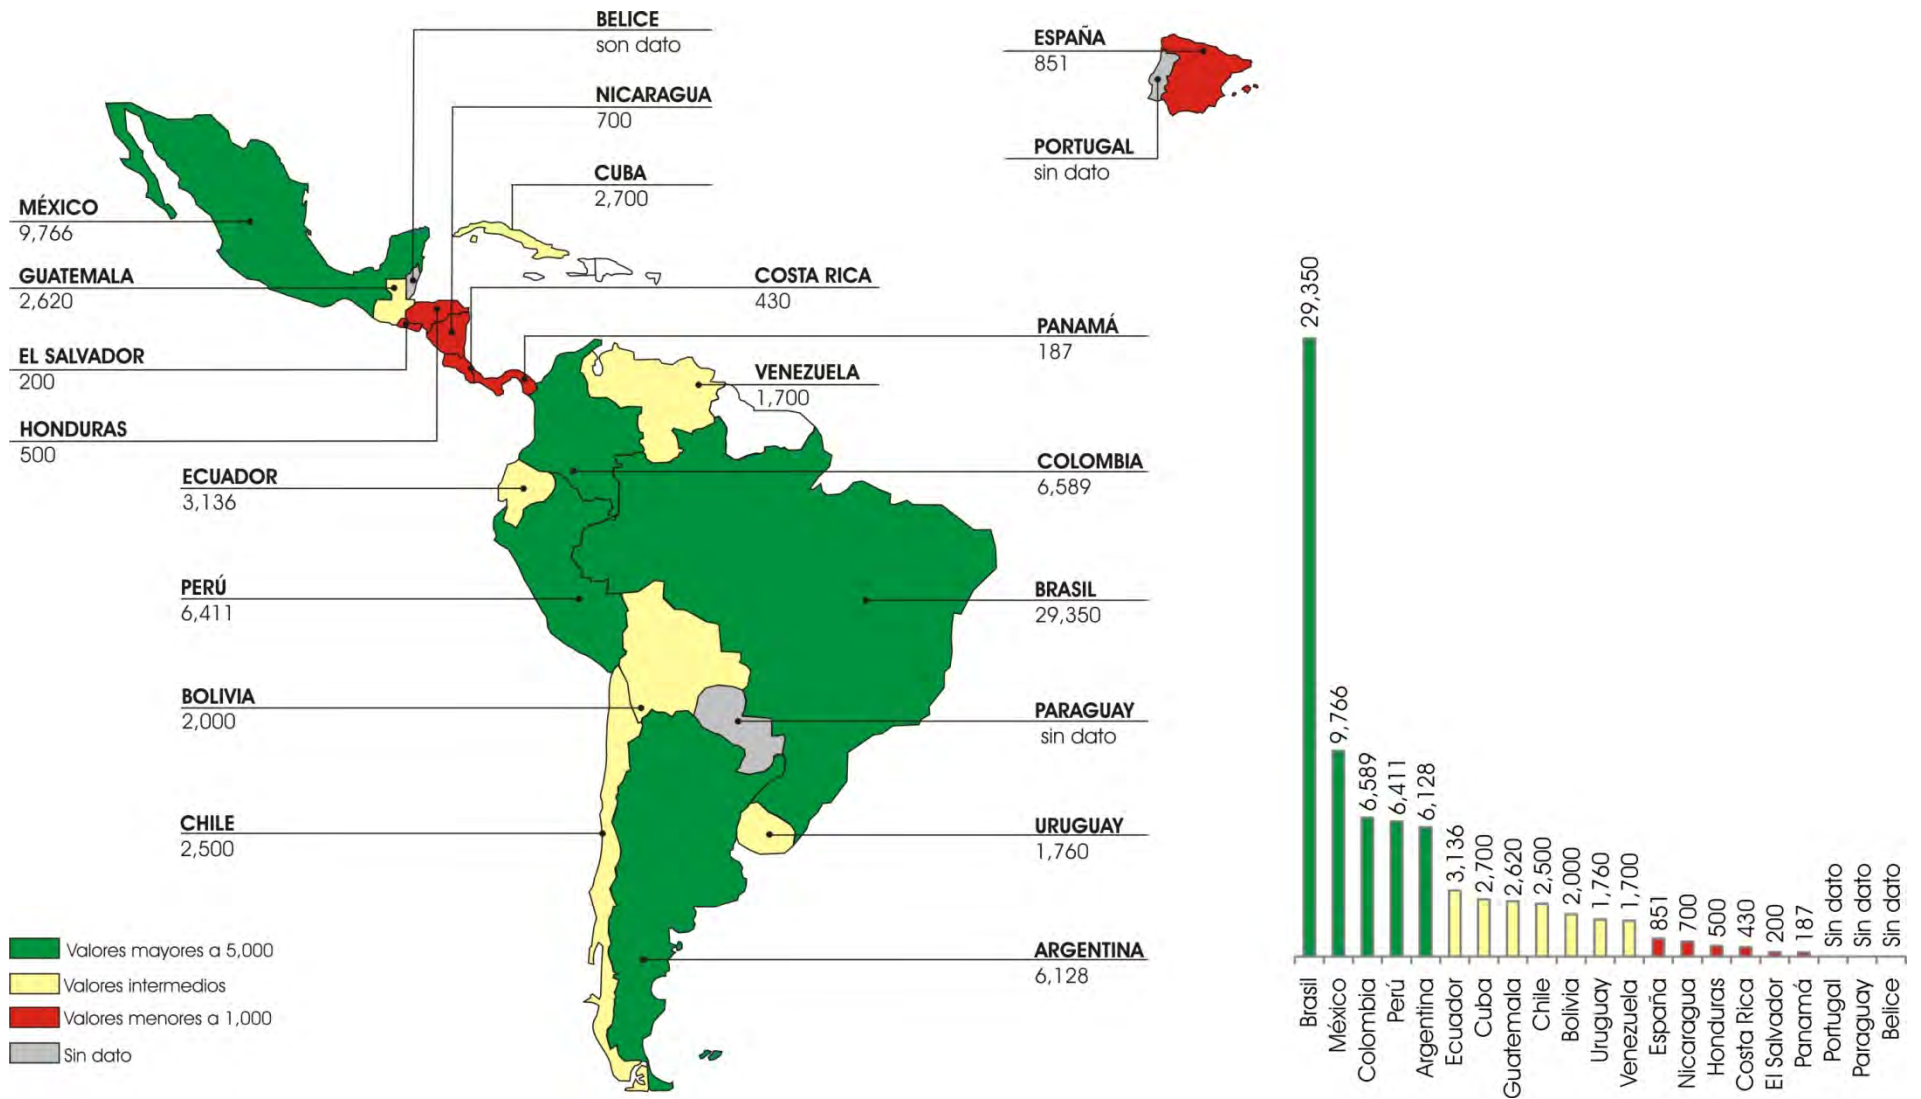 BELICE
son dato
NICARAGUA
700
CUBA
2,700
MÉXICO
9,766
GUATEMALA
2,620
COSTA RICA
430
EL SALVADOR
200
PANAMÁ
187
VENEZUELA
1,700
HONDURAS
500
COLOMBIA
6,589
ECUADOR
3,136
PERÚ
6,411
BRASIL
29,350
BOLIVIA
2,000
PARAGUAY
sin dato
CHILE
2,500
URUGUAY
1,760
ARGENTINA
6,128
ESPAÑA
851
PORTUGAL
sin dato
Valores mayores a 5,000
Valores intermedios
Valores menores a 1,000
Sin dato
29,350
9,766
6,589
6,411
6,128
3,136
2,700
2,620
2,500
2,000
1,760
1,700
851
700
500
430
200
187
Sin dato
Sin dato
Sin dato
Brasil
México
Colombia
Perú
Argentina
Ecuador
Cuba
Guatemala
Chile
Bolivia
Uruguay
Venezuela
España
Nicaragua
Honduras
Costa Rica
El Salvador
Panamá
Portugal
Paraguay
Belice